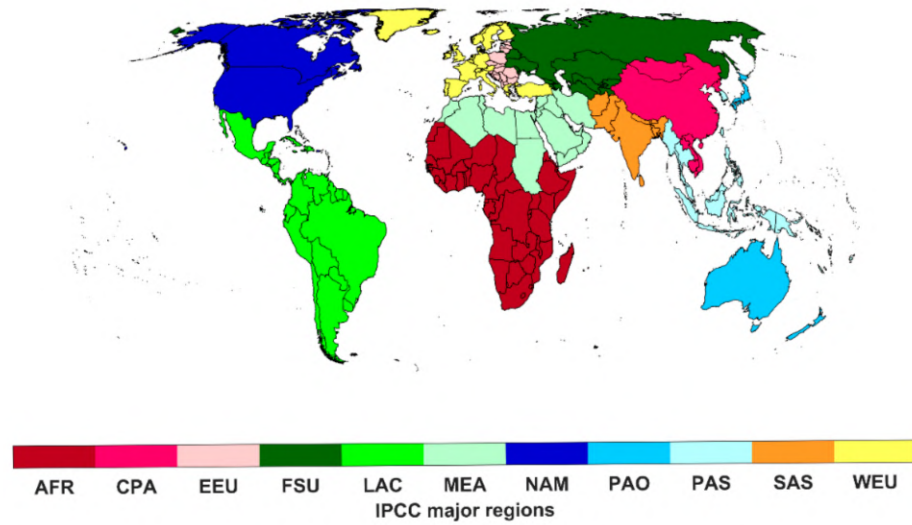 AFR CPA EEU FSU LAC MEA NAM PAO PAS SAS WEU
IPCC major regions